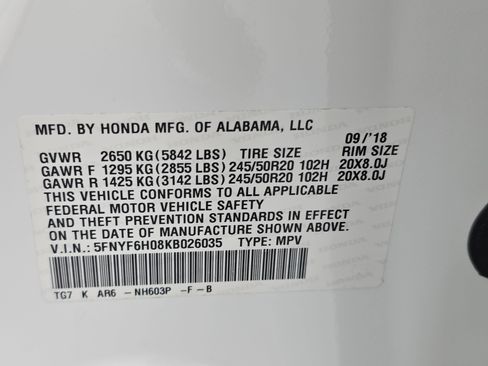 MFD. BY HONDA MFG. OF ALABAMA, LLC 09/'18
GVWR 2650 KG (5842 LBS) TIRE SIZE RIM SIZE
GAWR F 1295 KG (2855 LBS) 245/50R20 102H 20X8.0J
GAWR R 1425 KG (3142 LBS) 245/50R20 102H 20X8.0J
THIS VEHICLE CONFORMS TO ALL APPLICABLE
FEDERAL MOTOR VEHICLE SAFETY
AND THEFT PREVENTION STANDARDS IN EFFECT
ON THE DATE OF MANUFACTURE SHOWN ABOVE.
V.I.N.: 5FNYF6H08KB026035 TYPE: MPV
TG7 K AR6 -NH603P -F-B